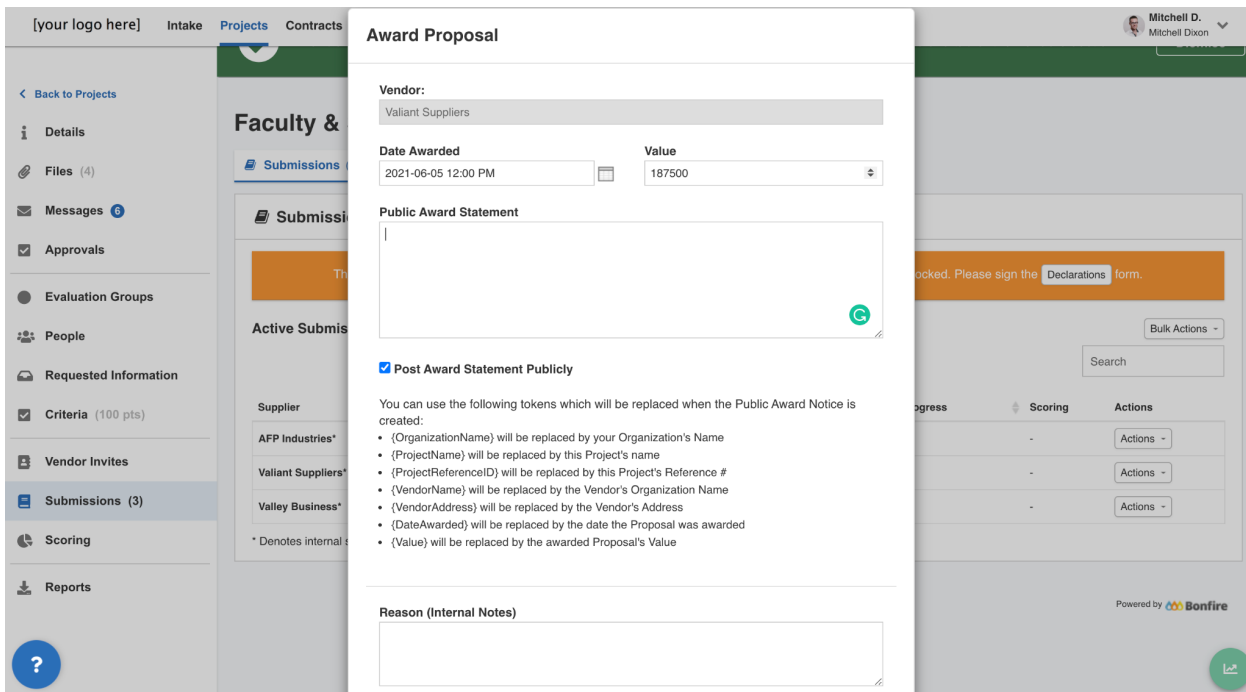 [your logo here]
Intake
Projects
Contracts
Mitchell D.
Mitchell Dixon
Back to Projects
Details
Files (4)
Messages 6
Approvals
Evaluation Groups
People
Requested Information
Criteria (100 pts)
Vendor Invites
Submissions (3)
Scoring
Reports
?
Faculty &
Submissions
Submissi
Th
ocked. Please sign the Declarations form.
Active Submis
Bulk Actions
Search
Supplier
ogress
Scoring
Actions
AFP Industries*
-
Actions
Valiant Suppliers*
-
Actions
Valley Business*
-
Actions
* Denotes internal s
Powered by Bonfire
Award Proposal
Vendor:
Valiant Suppliers
Date Awarded
Value
2021-06-05 12:00 PM
187500
Public Award Statement
Post Award Statement Publicly
You can use the following tokens which will be replaced when the Public Award Notice is
created:
• {OrganizationName} will be replaced by your Organization's Name
• {ProjectName} will be replaced by this Project's name
• {ProjectReferenceID} will be replaced by this Project's Reference #
• {VendorName} will be replaced by the Vendor's Organization Name
• {VendorAddress} will be replaced by the Vendor's Address
• {DateAwarded} will be replaced by the date the Proposal was awarded
• {Value} will be replaced by the awarded Proposal's Value
Reason (Internal Notes)